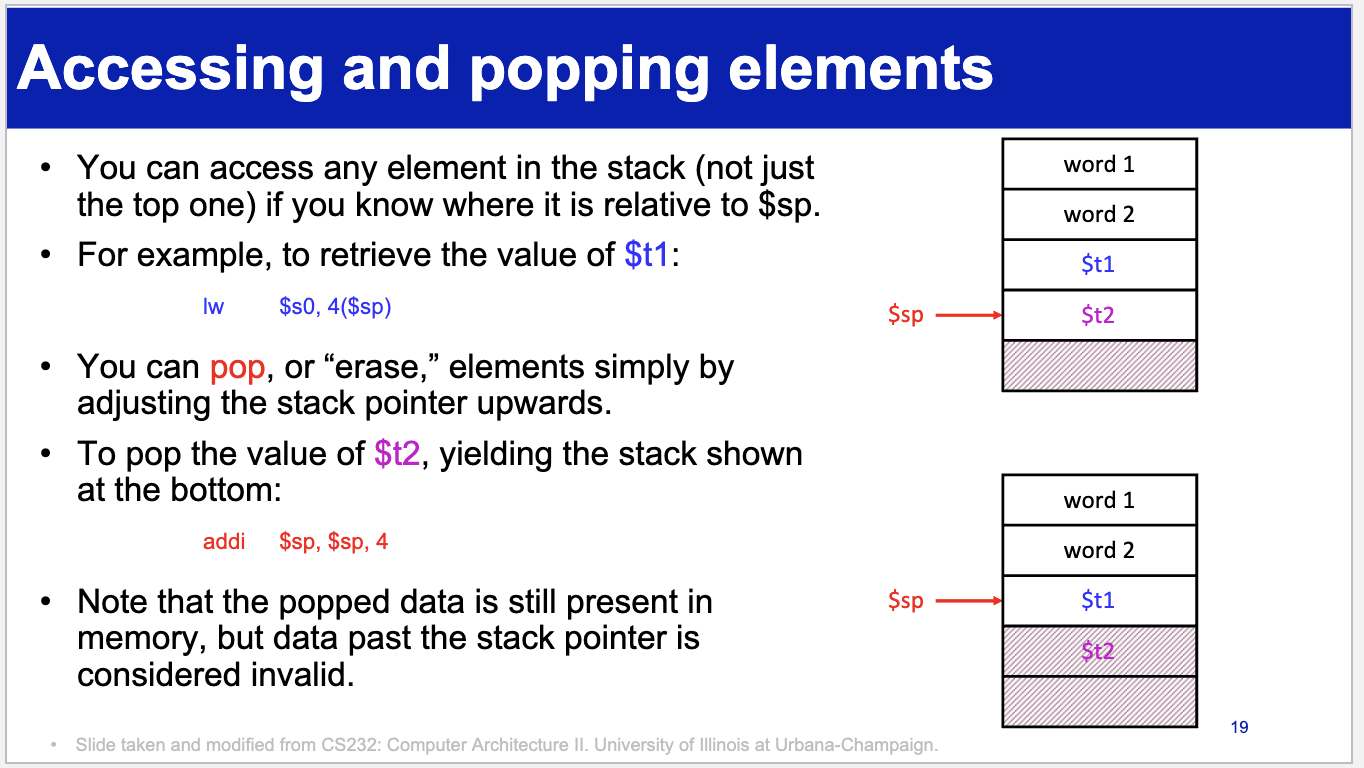 Accessing and popping elements
• You can access any element in the stack (not just
the top one) if you know where it is relative to $sp.
• For example, to retrieve the value of $t1:
lw $s0, 4($sp)
• You can pop, or “erase,” elements simply by
adjusting the stack pointer upwards.
• To pop the value of $t2, yielding the stack shown
at the bottom:
addi $sp, $sp, 4
• Note that the popped data is still present in
memory, but data past the stack pointer is
considered invalid.
word 1
word 2
$t1
$sp
$t2
word 1
word 2
$sp
$t1
$t2
• Slide taken and modified from CS232: Computer Architecture II. University of Illinois at Urbana-Champaign.
19